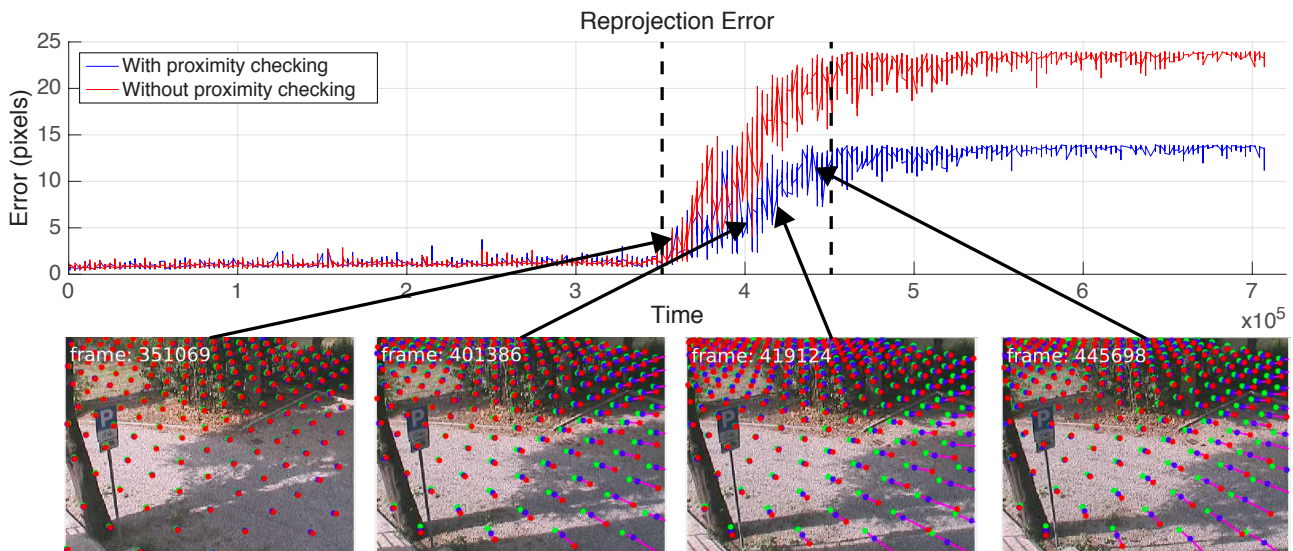 Reprojection Error
25
20
15
10
5
0
Error (pixels)
With proximity checking
Without proximity checking
0 1 2 3 4 5 6 7
Time
x10^5
frame: 351069 frame: 401386 frame: 419124 frame: 445698
P P P P